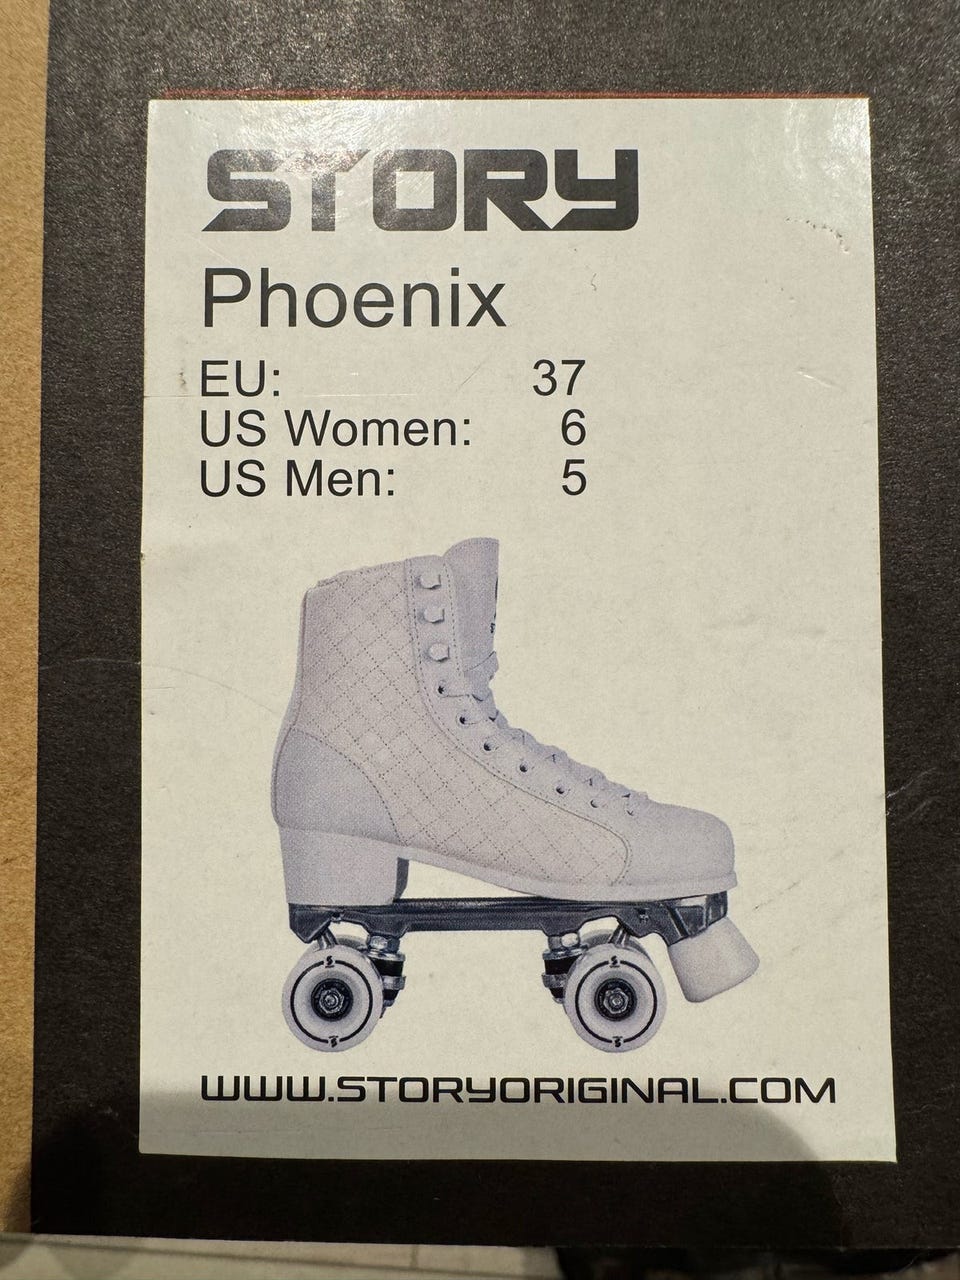 STORY
Phoenix
EU: 37
US Women: 6
US Men: 5
WWW.STORYORIGINAL.COM